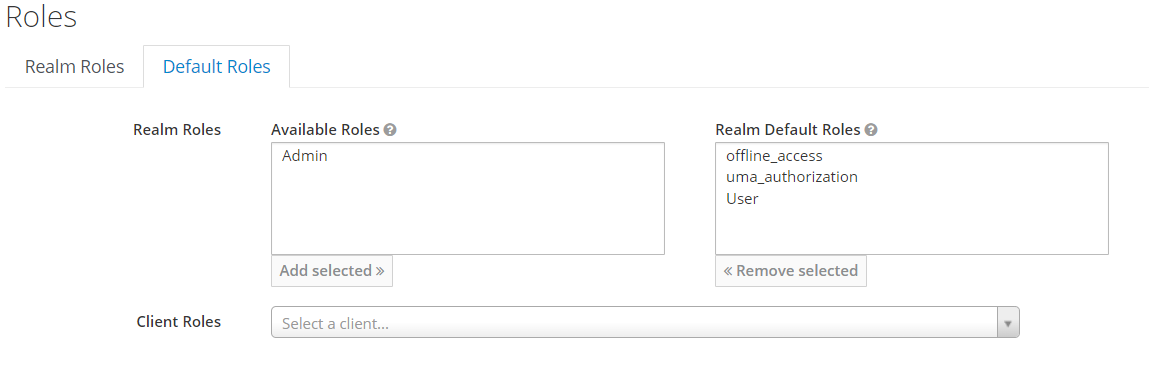 Roles
Realm Roles Default Roles
Realm Roles Available Roles Realm Default Roles
Admin offline_access
uma_authorization
User
Add selected » « Remove selected
Client Roles Select a client...